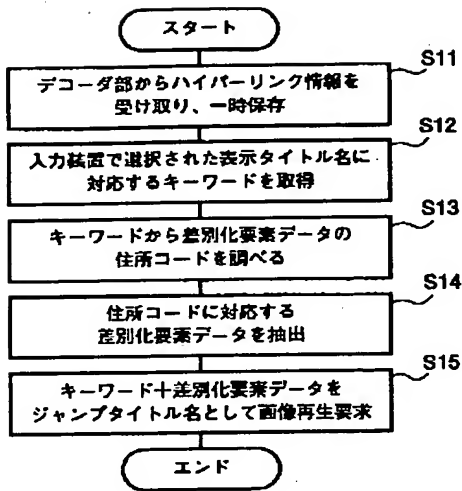 スタート
S11
デコーダ部からハイパーリンク情報を
受け取り、一時保存
S12
入力装置で選択された表示タイトル名に
対応するキーワードを取得
S13
キーワードから差別化要素データの
住所コードを調べる
S14
住所コードに対応する
差別化要素データを抽出
S15
キーワード＋差別化要素データを
ジャンプタイトル名として画像再生要求
エンド